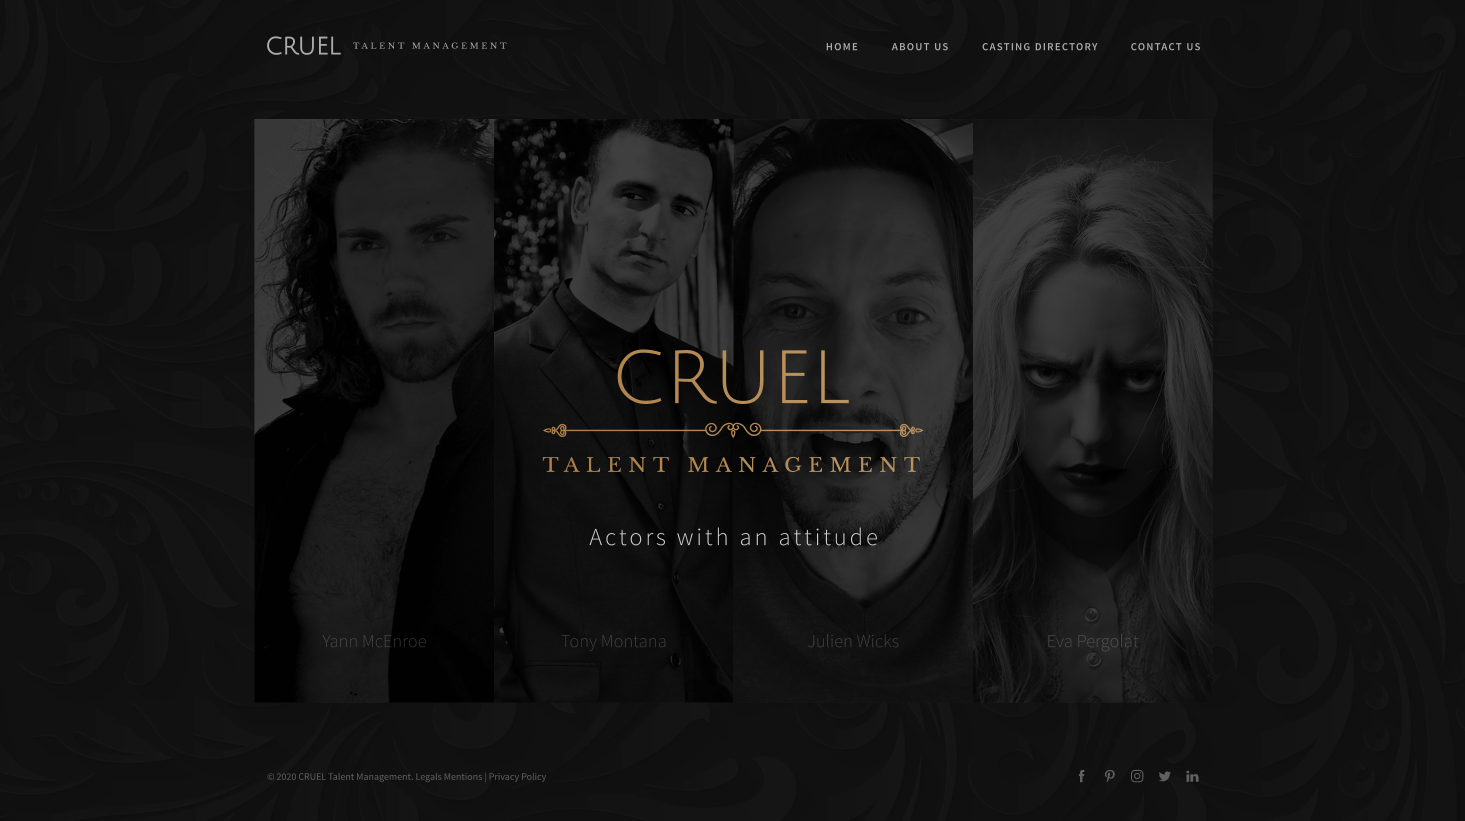 CRUEL TALENT MANAGEMENT
HOME ABOUT US CASTING DIRECTORY CONTACT US
CRUEL
TALENT MANAGEMENT
Actors with an attitude
Yann McEnroe Tony Montana Julien Wicks Eva Pergolat
© 2020 CRUEL Talent Management. Legals Mentions | Privacy Policy